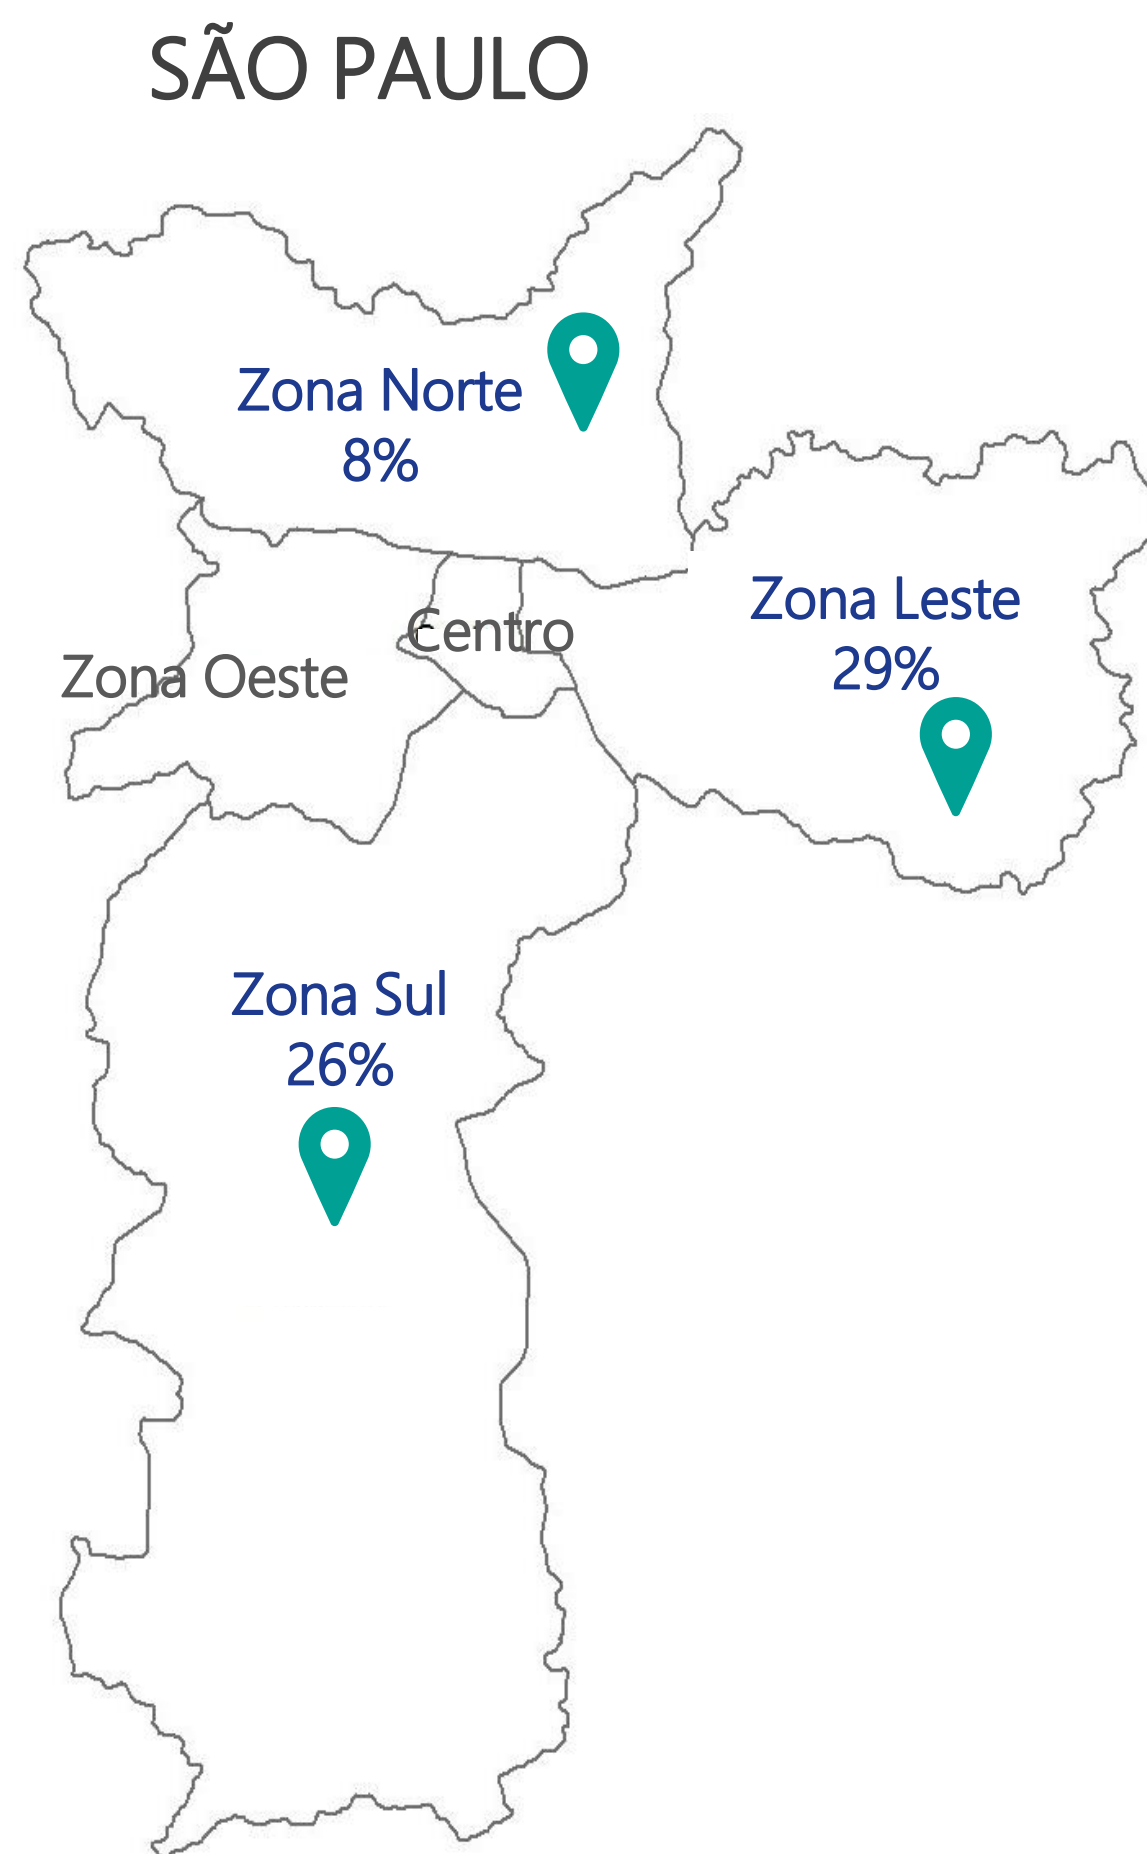 SÃO PAULO
Zona Norte
8%
Zona Leste
29%
Centro
Zona Oeste
Zona Sul
26%